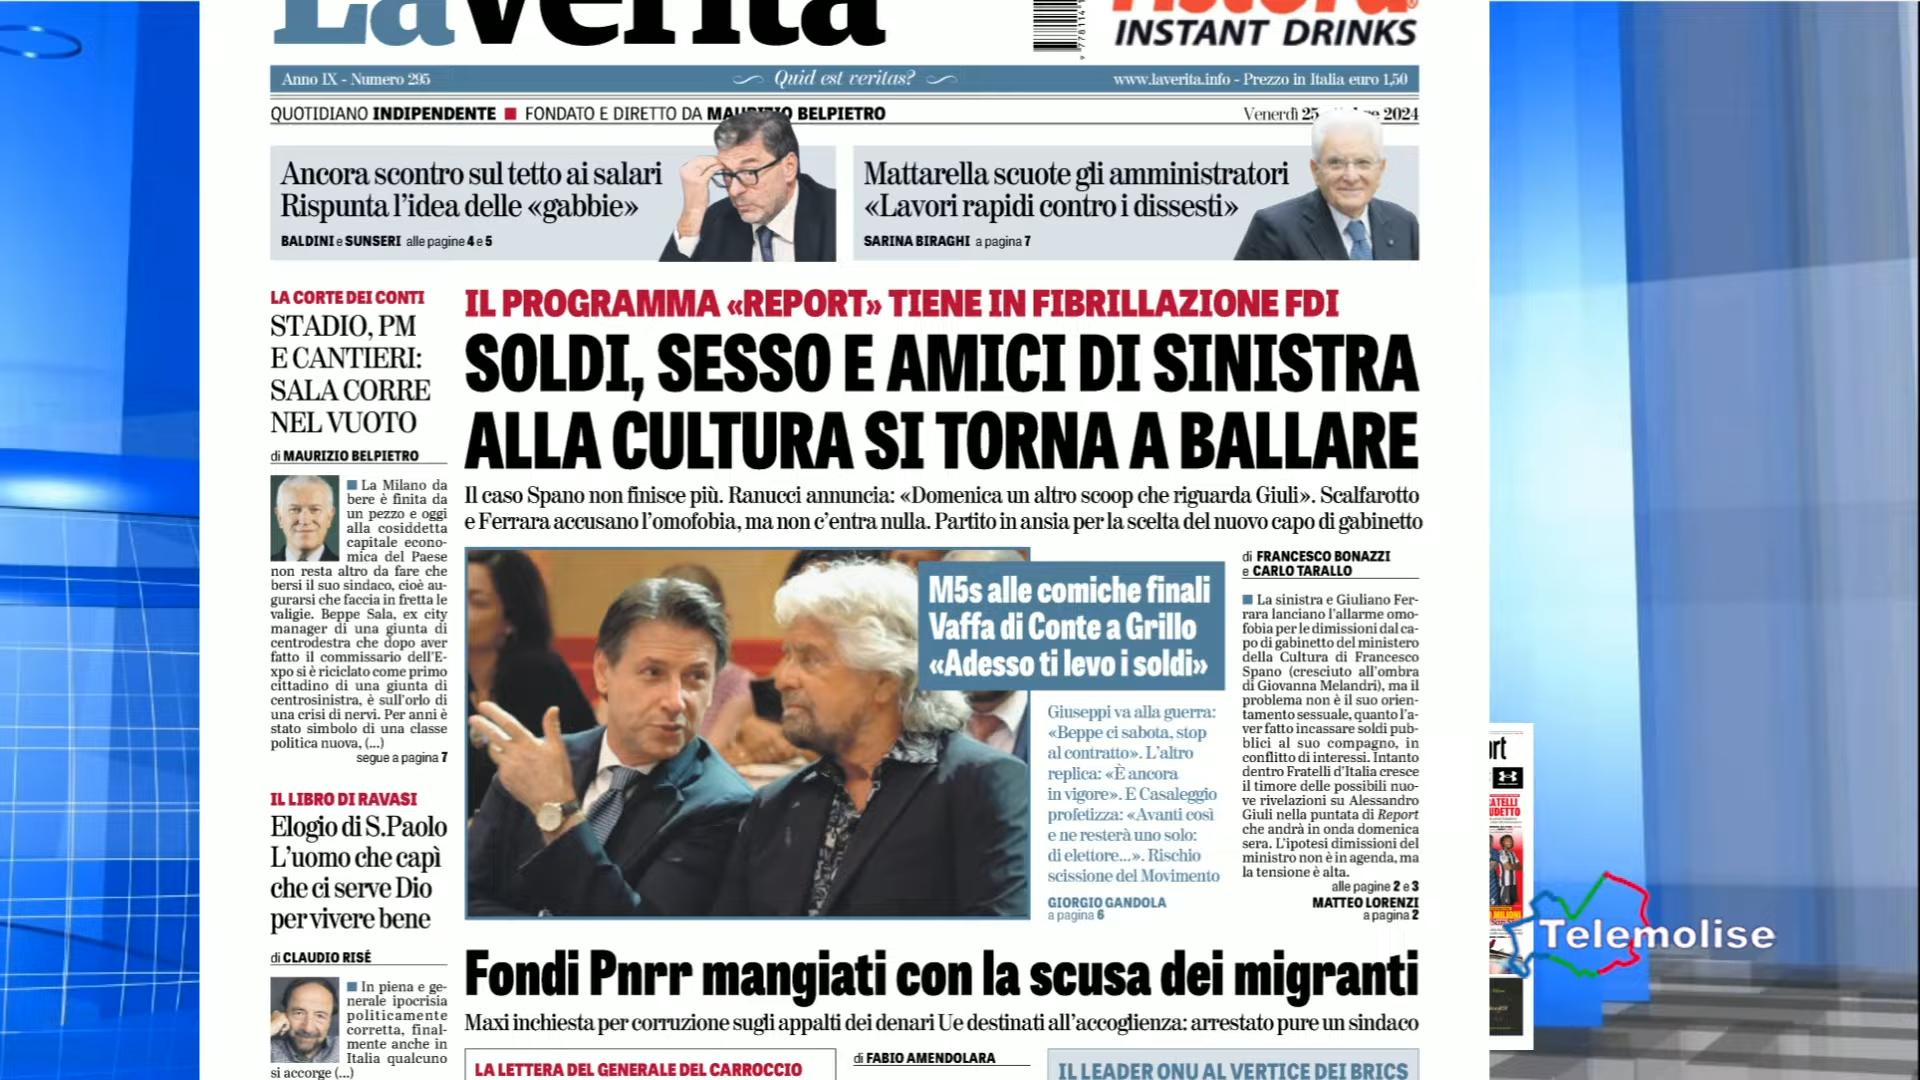 LaVerità
INSTANT DRINKS
Anno IX - Numero 295
Quid est veritas?
www.laverita.info - Prezzo in Italia euro 1,50
QUOTIDIANO INDIPENDENTE ■ FONDATO E DIRETTO DA MAURIZIO BELPIETRO
Venerdì 25 ottobre 2024
Ancora scontro sul tetto ai salari
Rispunta l'idea delle «gabbie»
BALDINI e SUNSERI alle pagine 4 e 5
Mattarella scuote gli amministratori
«Lavori rapidi contro i dissesti»
SARINA BIRAGHI a pagina 7
LA CORTE DEI CONTI
STADIO, PM
E CANTIERI:
SALA CORRE
NEL VUOTO
di MAURIZIO BELPIETRO
■ La Milano da
bere è finita da
un pezzo e oggi
alla cosiddetta
capitale econo-
mica del Paese
non resta altro da fare che
bersi il suo sindaco, cioè au-
gurarsi che faccia in fretta le
valigie. Beppe Sala, ex city
manager di una giunta di
centrodestra che dopo aver
fatto il commissario dell'E-
xpo si è riciclato come primo
cittadino di una giunta di
centrosinistra, è sull'orlo di
una crisi di nervi. Per anni è
stato simbolo di una classe
politica nuova, (...)
segue a pagina 7
IL LIBRO DI RAVASI
Elogio di S.Paolo
L'uomo che capì
che ci serve Dio
per vivere bene
di CLAUDIO RISÉ
■ In piena e ge-
nerale ipocrisia
politicamente
corretta, final-
mente anche in
Italia qualcuno
si accorge (...)
IL PROGRAMMA «REPORT» TIENE IN FIBRILLAZIONE FDI
SOLDI, SESSO E AMICI DI SINISTRA
ALLA CULTURA SI TORNA A BALLARE
Il caso Spano non finisce più. Ranucci annuncia: «Domenica un altro scoop che riguarda Giuli». Scalfarotto
e Ferrara accusano l'omofobia, ma non c'entra nulla. Partito in ansia per la scelta del nuovo capo di gabinetto
M5s alle comiche finali
Vaffa di Conte a Grillo
«Adesso ti levo i soldi»
Giuseppi va alla guerra:
«Beppe ci sabota, stop
al contratto». L'altro
replica: «È ancora
in vigore». E Casaleggio
profetizza: «Avanti così
e ne resterà uno solo:
di elettore...». Rischio
scissione del Movimento
GIORGIO GANDOLA
a pagina 6
di FRANCESCO BONAZZI
e CARLO TARALLO
■ La sinistra e Giuliano Fer-
rara lanciano l'allarme omo-
fobia per le dimissioni dal ca-
po di gabinetto del ministero
della Cultura di Francesco
Spano (cresciuto all'ombra
di Giovanna Melandri), ma il
problema non è il suo orien-
tamento sessuale, quanto l'a-
ver fatto incassare soldi pub-
blici al suo compagno, in
conflitto di interessi. Intanto
dentro Fratelli d'Italia cresce
il timore delle possibili nuo-
ve rivelazioni su Alessandro
Giuli nella puntata di Report
che andrà in onda domenica
sera. L'ipotesi dimissioni del
ministro non è in agenda, ma
la tensione è alta.
alle pagine 2 e 3
MATTEO LORENZI
a pagina 2
Fondi Pnrr mangiati con la scusa dei migranti
Maxi inchiesta per corruzione sugli appalti dei denari Ue destinati all'accoglienza: arrestato pure un sindaco
LA LETTERA DEL GENERALE DEL CARROCCIO
di FABIO AMENDOLARA
IL LEADER ONU AL VERTICE DEI BRICS
Telemolise